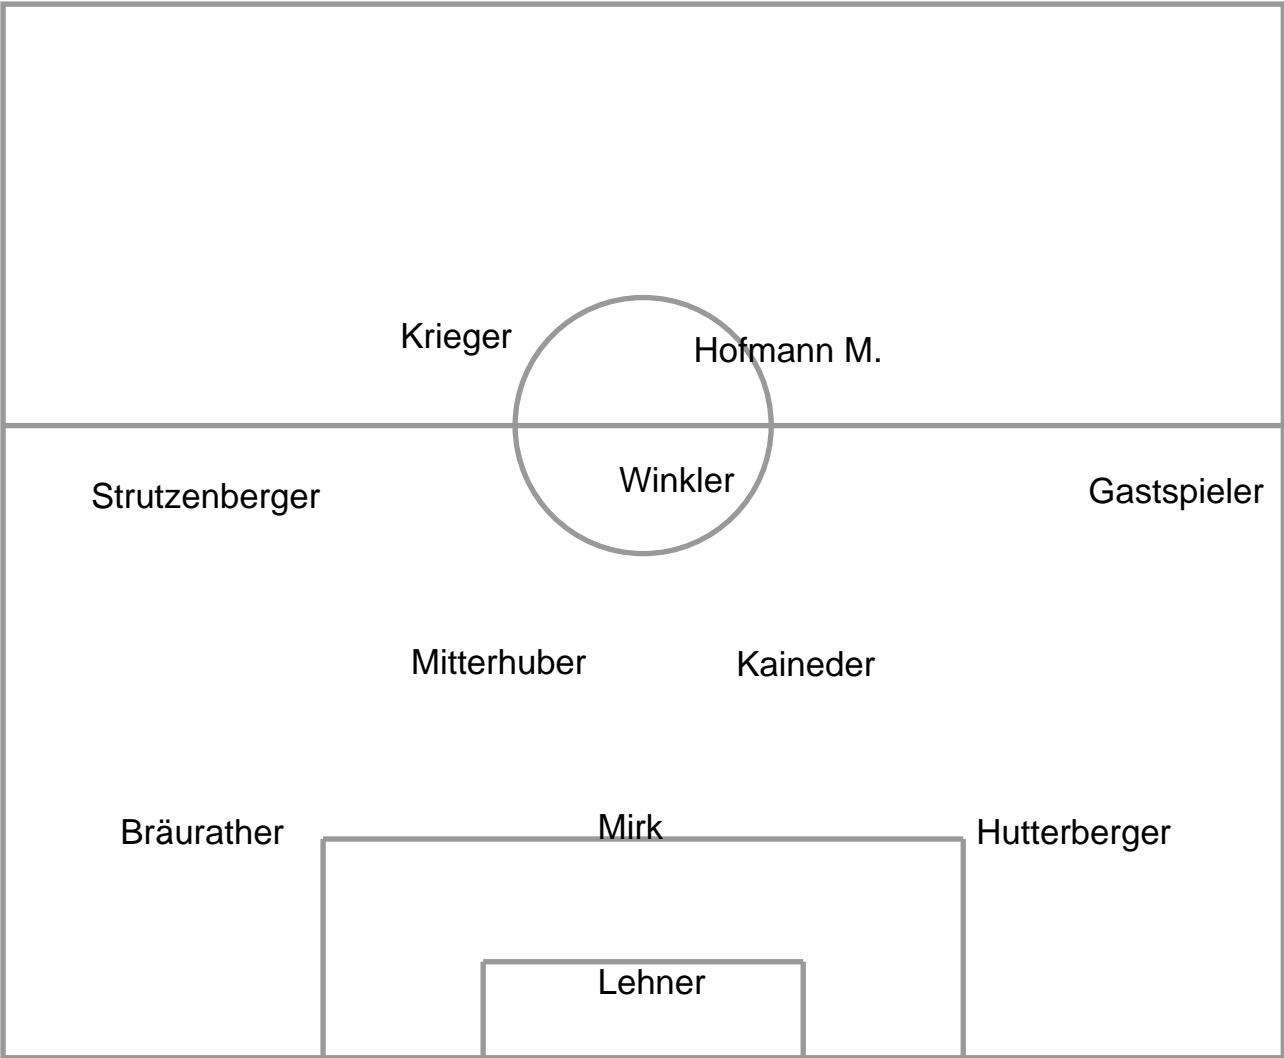 Krieger
Hofmann M.
Winkler
Strutzenberger
Gastspieler
Mitterhuber
Kaineder
Bräurather
Mirk
Hutterberger
Lehner